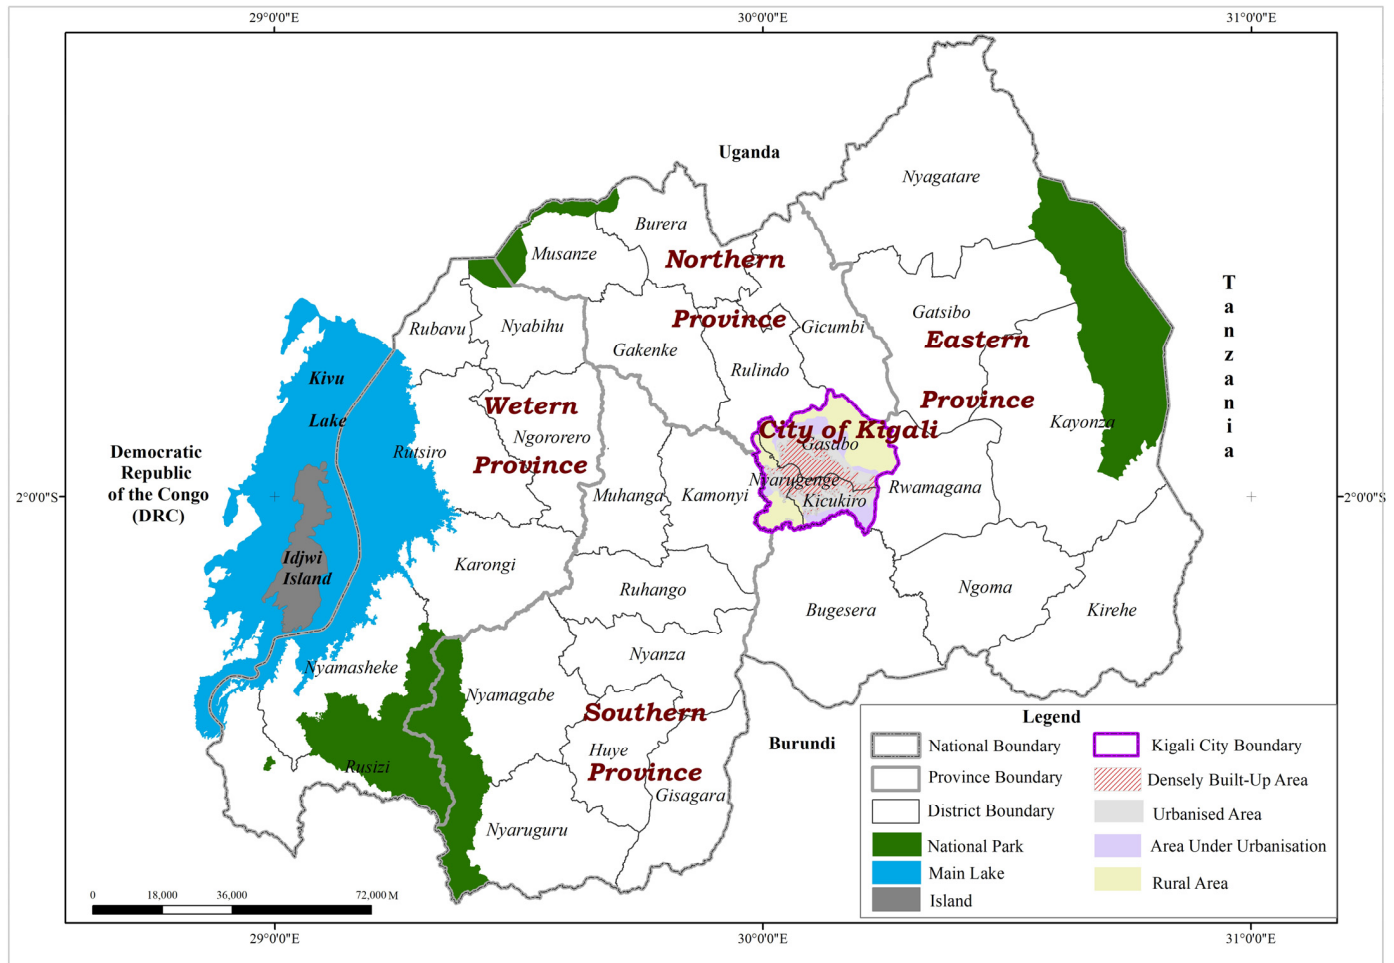 29°0'0"E
30°0'0"E
31°0'0"E
Uganda
Nyagatare
Burera
Musanze
Northern
Tanzania
Gatsibo
Rubavu
Nyabihu
Province
Gicumbi
Eastern
Gakenke
Rulindo
Kivu
Lake
Wetern
Province
Kayonza
City of Kigali
Gasabo
Ngororero
Rutsiro
Province
Democratic
Republic
of the Congo
(DRC)
Nyarugenge
Rwamagana
Muhanga
Kamonyi
Kicukiro
2°0'0"S
2°0'0"S
Idjwi
Island
Karongi
Ruhango
Ngoma
Bugesera
Kirehe
Nyamasheke
Nyanza
Nyamagabe
Southern
Huye
Province
Burundi
Rusizi
Gisagara
Nyaruguru
Legend
National Boundary
Province Boundary
District Boundary
National Park
Main Lake
Island
Kigali City Boundary
Densely Built-Up Area
Urbanised Area
Area Under Urbanisation
Rural Area
0 18,000 36,000 72,000 M
29°0'0"E
30°0'0"E
31°0'0"E